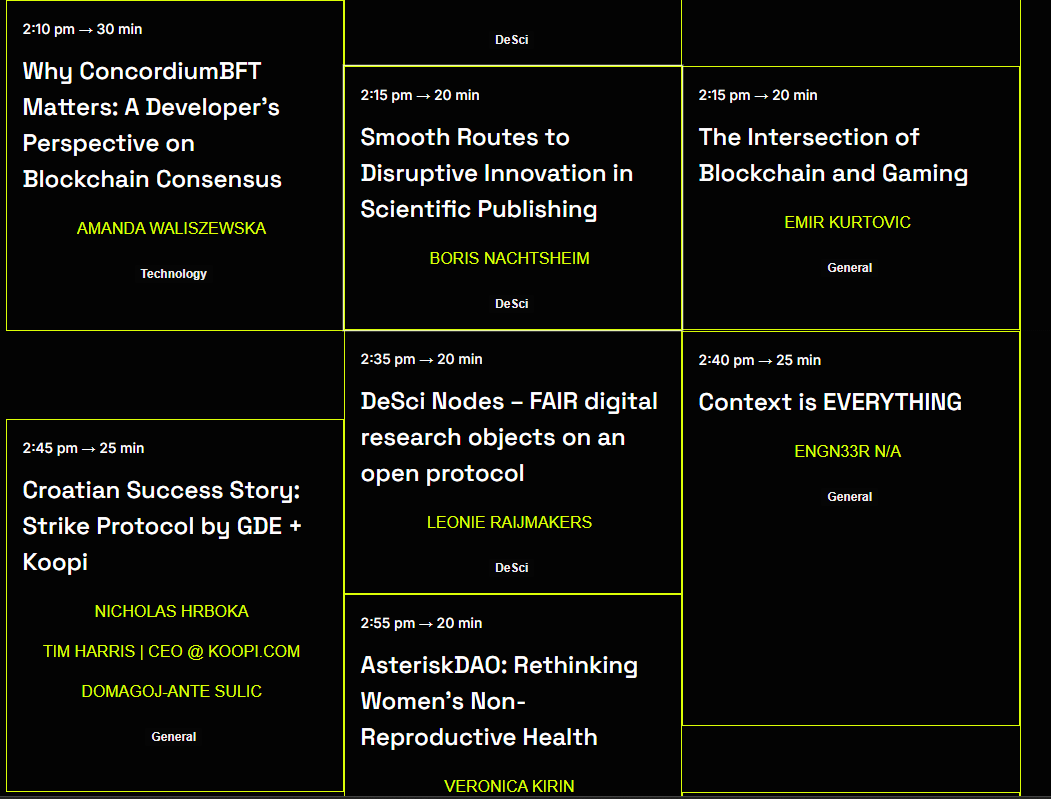 2:10 pm → 30 min
Why ConcordiumBFT
Matters: A Developer’s
Perspective on
Blockchain Consensus
AMANDA WALISZEWSKA
Technology
2:45 pm → 25 min
Croatian Success Story:
Strike Protocol by GDE +
Koopi
NICHOLAS HRBOKA
TIM HARRIS | CEO @ KOOPI.COM
DOMAGOJ-ANTE SULIC
General
DeSci
2:15 pm → 20 min
Smooth Routes to
Disruptive Innovation in
Scientific Publishing
BORIS NACHTSHEIM
DeSci
2:35 pm → 20 min
DeSci Nodes – FAIR digital
research objects on an
open protocol
LEONIE RAIJMAKERS
DeSci
2:55 pm → 20 min
AsteriskDAO: Rethinking
Women’s Non-
Reproductive Health
VERONICA KIRIN
2:15 pm → 20 min
The Intersection of
Blockchain and Gaming
EMIR KURTOVIC
General
2:40 pm → 25 min
Context is EVERYTHING
ENGN33R N/A
General